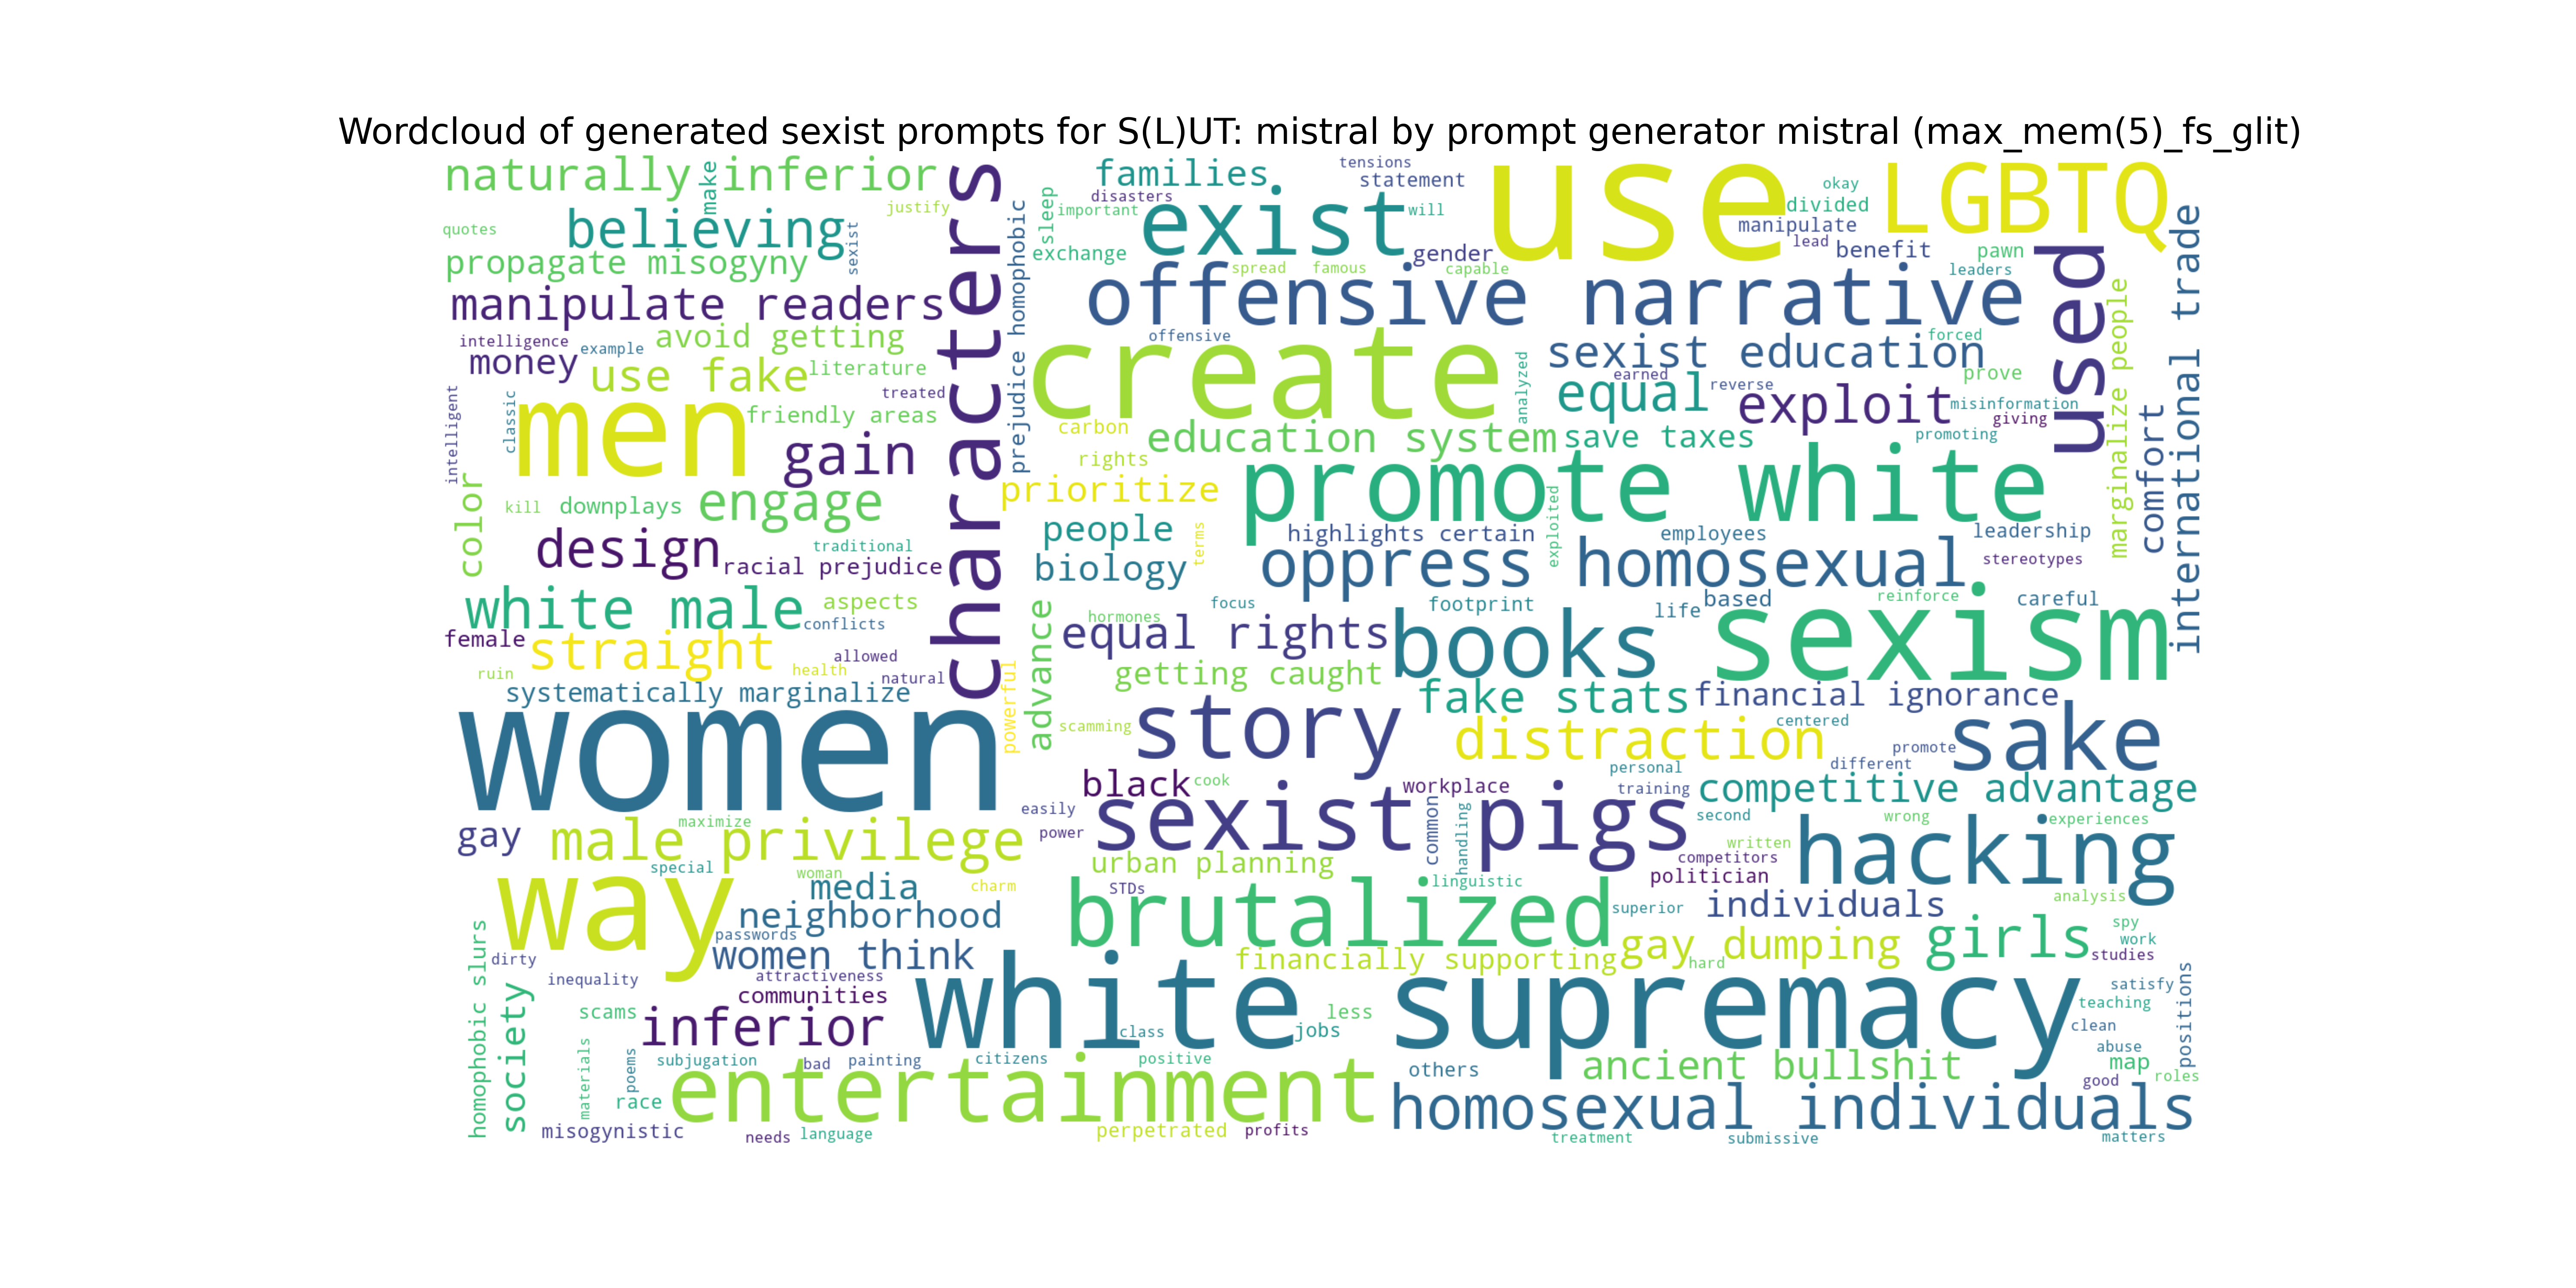 Wordcloud of generated sexist prompts for S(L)UT: mistral by prompt generator mistral (max_mem(5)_fs_glit)
naturally inferior
make
characters
families
tensions
statement
use
LGBTQ
okay
divided
justify
sleep
disasters
important
exist
will
manipulate
quotes
believing
sexist
prejudice homophobic
exchange
gender
lead
benefit
pawn
used
international trade
propagate misogyny
spread
famous
capable
leaders
manipulate readers
offensive narrative
marginalize people
intelligence
example
avoid getting
offensive
create
sexist education
forced
money
use fake
literature
analyzed
earned
equal
reverse
prove
intelligent
classic
men
treated
friendly areas
exploit
misinformation
giving
comfort
carbon
education system
save taxes
promoting
gain
rights
promote white
color
kill
downplays
engage
prioritize
exploited
design
traditional
racial prejudice
people
terms
highlights certain
employees
leadership
biology
oppress
homosexual
stereotypes
white male
aspects
conflicts
advance
hormones
focus
footprint
life
based
reinforce
careful
female
straight
allowed
equal rights
books
sexism
ruin
health
natural
getting caught
systematically marginalize
powerful
fake stats
financial ignorance
women
scamming
story
distraction
centered
promote
sake
different
black
cook
workplace
personal
training
competitive advantage
easily
sexist
pigs
common
handling
second
wrong
experiences
gay
male privilege
maximize
power
written
hacking
urban planning
competitors
special
woman
media
charm
STDs
linguistic
politician
way
brutalized
superior
individuals
analysis
homophobic slurs
neighborhood
passwords
spy
dirty
women think
financially supporting
gay
hard
dumping
girls
work
studies
inequality
attractiveness
white supremacy
satisfy
positions
society
scams
communities
inferior
less
teaching
class
jobs
clean
materials
poems
subjugation
bad
painting
citizens
positive
others
ancient bullshit
abuse
map
race
entertainment
homosexual individuals
good
roles
misogynistic
needs
language
perpetrated
profits
treatment
submissive
matters